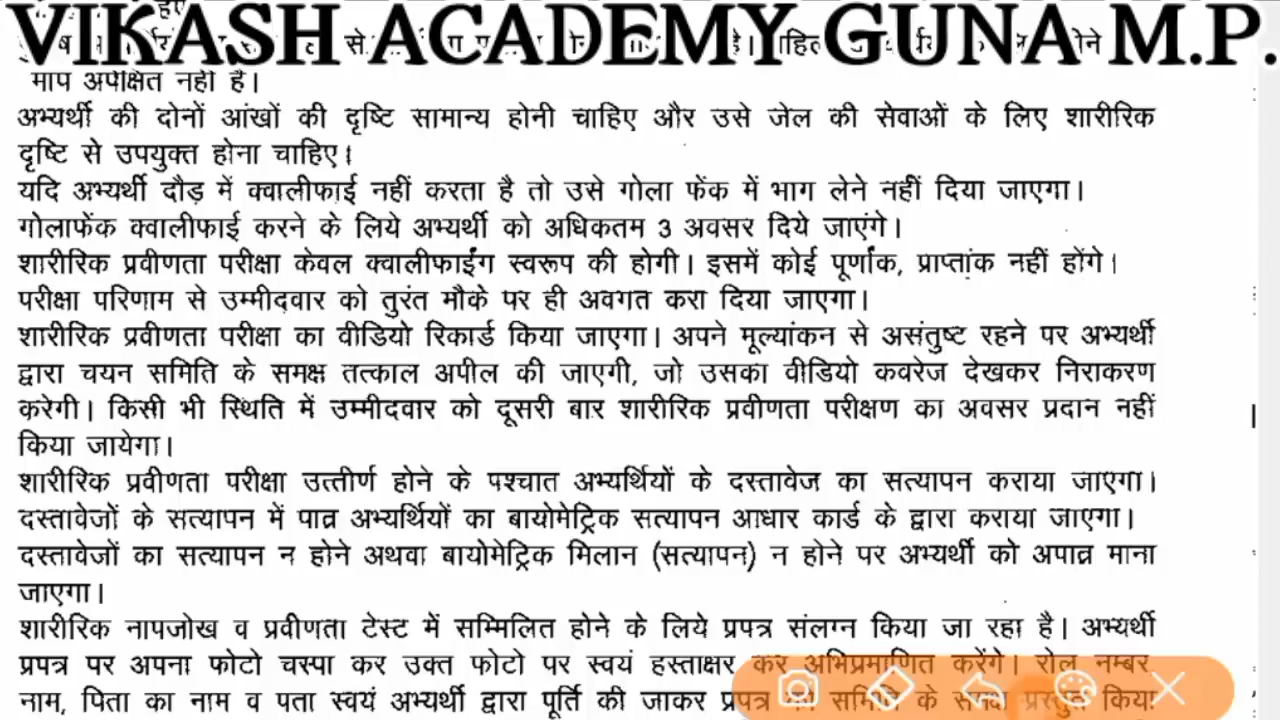 VIKASH ACADEMY GUNA M.P.
माप अपेक्षित नहीं है।
अभ्यर्थी की दोनों आंखों की दृष्टि सामान्य होनी चाहिए और उसे जेल की सेवाओं के लिए शारीरिक
दृष्टि से उपयुक्त होना चाहिए।
यदि अभ्यर्थी दौड़ में क्वालीफाई नहीं करता है तो उसे गोला फेंक में भाग लेने नहीं दिया जाएगा।
गोलाफेंक क्वालीफाई करने के लिये अभ्यर्थी को अधिकतम 3 अवसर दिये जाएंगे।
शारीरिक प्रवीणता परीक्षा केवल क्वालीफाईंग स्वरूप की होगी। इसमें कोई पूर्णांक, प्राप्तांक नहीं होंगे।
परीक्षा परिणाम से उम्मीदवार को तुरंत मौके पर ही अवगत करा दिया जाएगा।
शारीरिक प्रवीणता परीक्षा का वीडियो रिकार्ड किया जाएगा। अपने मूल्यांकन से असंतुष्ट रहने पर अभ्यर्थी
द्वारा चयन समिति के समक्ष तत्काल अपील की जाएगी, जो उसका वीडियो कवरेज देखकर निराकरण
करेगी। किसी भी स्थिति में उम्मीदवार को दूसरी बार शारीरिक प्रवीणता परीक्षण का अवसर प्रदान नहीं
किया जायेगा।
शारीरिक प्रवीणता परीक्षा उत्तीर्ण होने के पश्चात अभ्यर्थियों के दस्तावेज का सत्यापन कराया जाएगा।
दस्तावेजों के सत्यापन में पात्र अभ्यर्थियों का बायोमेट्रिक सत्यापन आधार कार्ड के द्वारा कराया जाएगा।
दस्तावेजों का सत्यापन न होने अथवा बायोमेट्रिक मिलान (सत्यापन) न होने पर अभ्यर्थी को अपात्र माना
जाएगा।
शारीरिक नापजोख व प्रवीणता टेस्ट में सम्मिलित होने के लिये प्रपत्र संलग्न किया जा रहा है। अभ्यर्थी
प्रपत्र पर अपना फोटो चस्पा कर उक्त फोटो पर स्वयं हस्ताक्षर कर अभिप्रमाणित करेंगे। रोल नम्बर
नाम, पिता का नाम व पता स्वयं अभ्यर्थी द्वारा पूर्ति की जाकर प्रपत्र समिति के प्रस्तुत किया